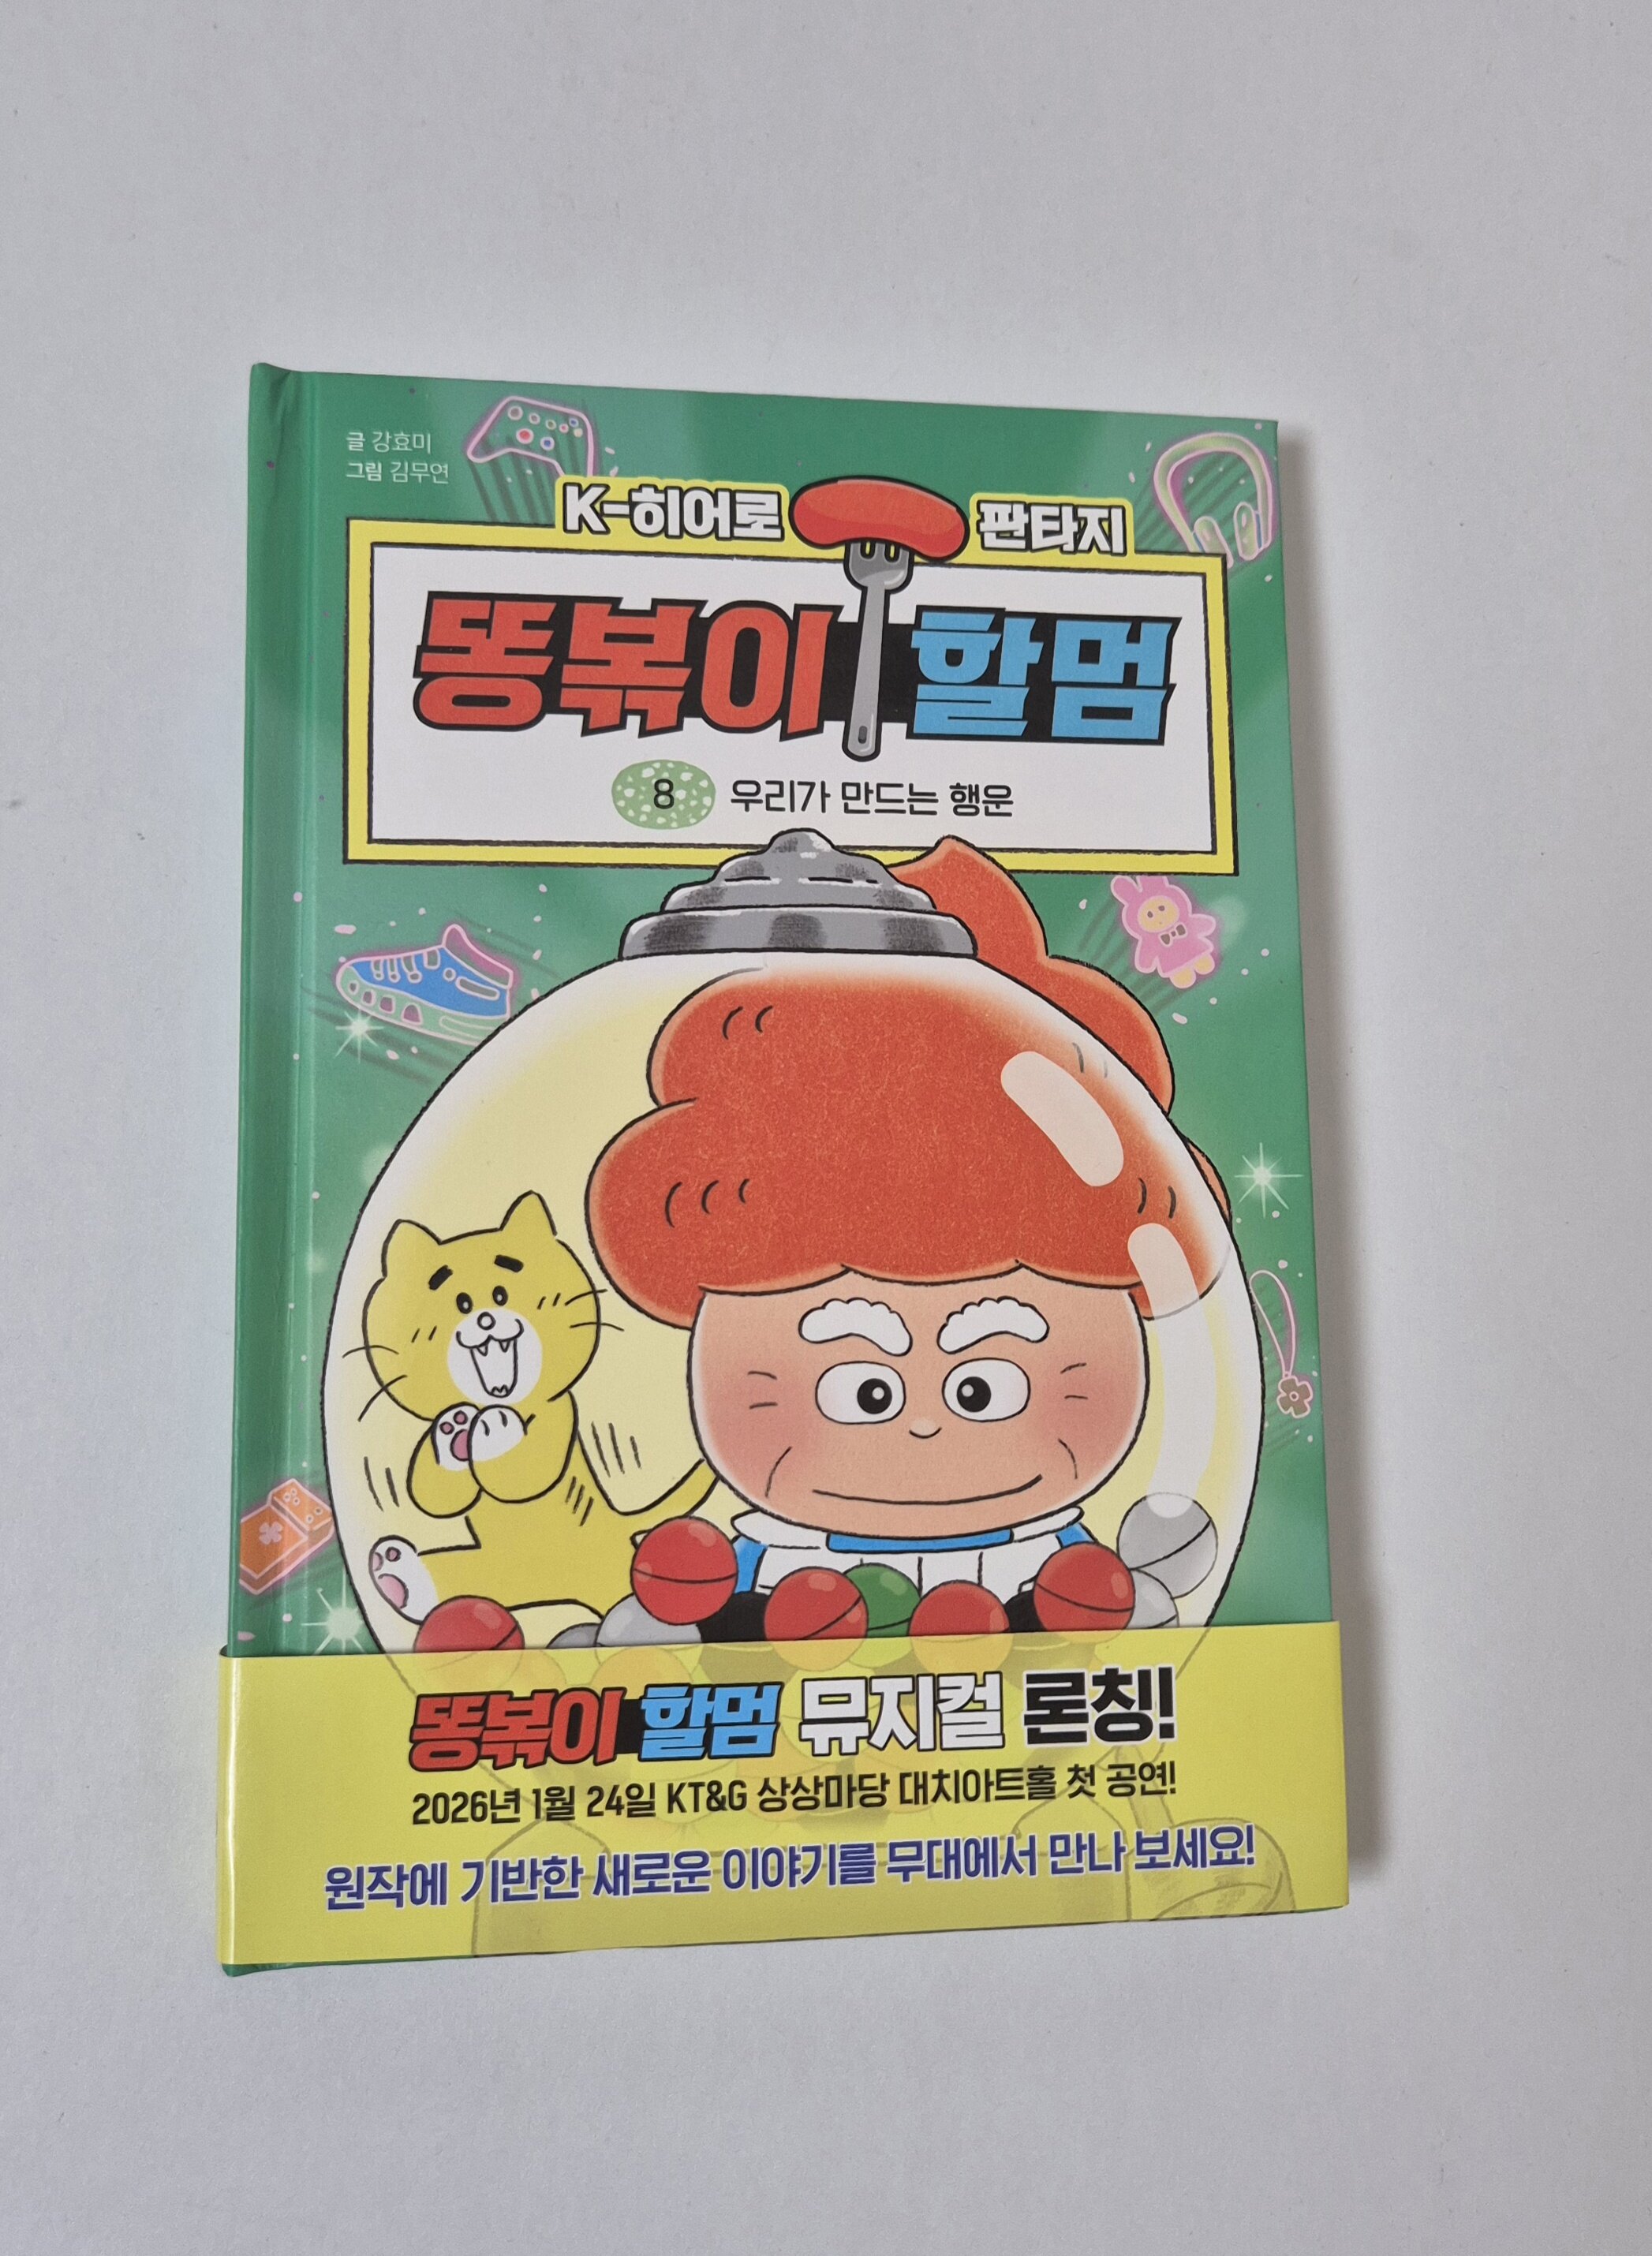 글 강효미
그림 김무연
K-히어로 판타지
똥볶이 할멈
8 우리가 만드는 행운
똥볶이 할멈 뮤지컬 론칭!
2026년 1월 24일 KT&G 상상마당 대치아트홀 첫 공연!
원작에 기반한 새로운 이야기를 무대에서 만나 보세요!